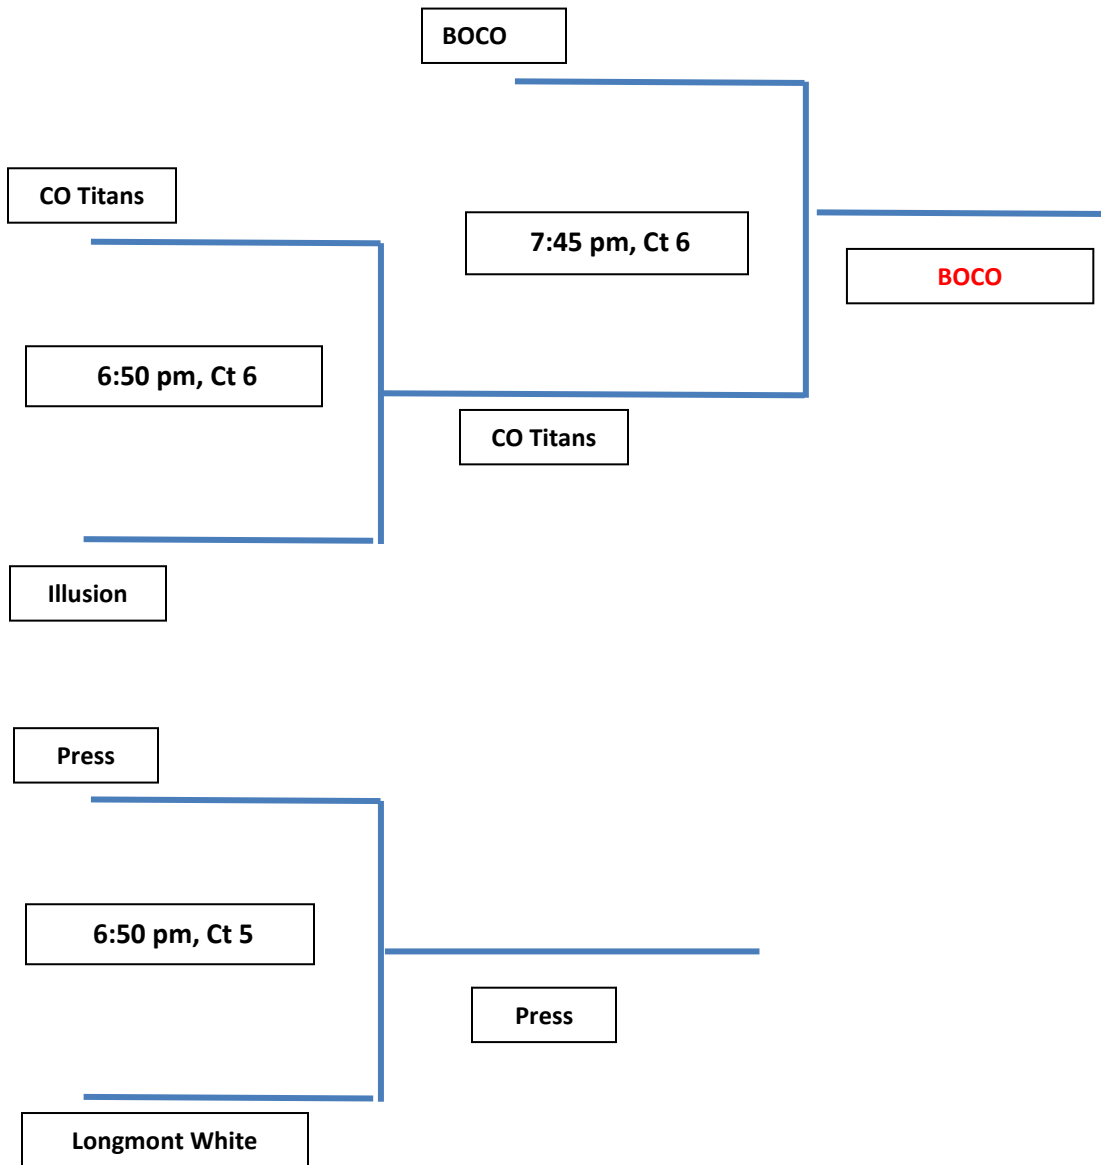 BOCO
CO Titans
7:45 pm, Ct 6
BOCO
6:50 pm, Ct 6
CO Titans
Illusion
Press
6:50 pm, Ct 5
Press
Longmont White